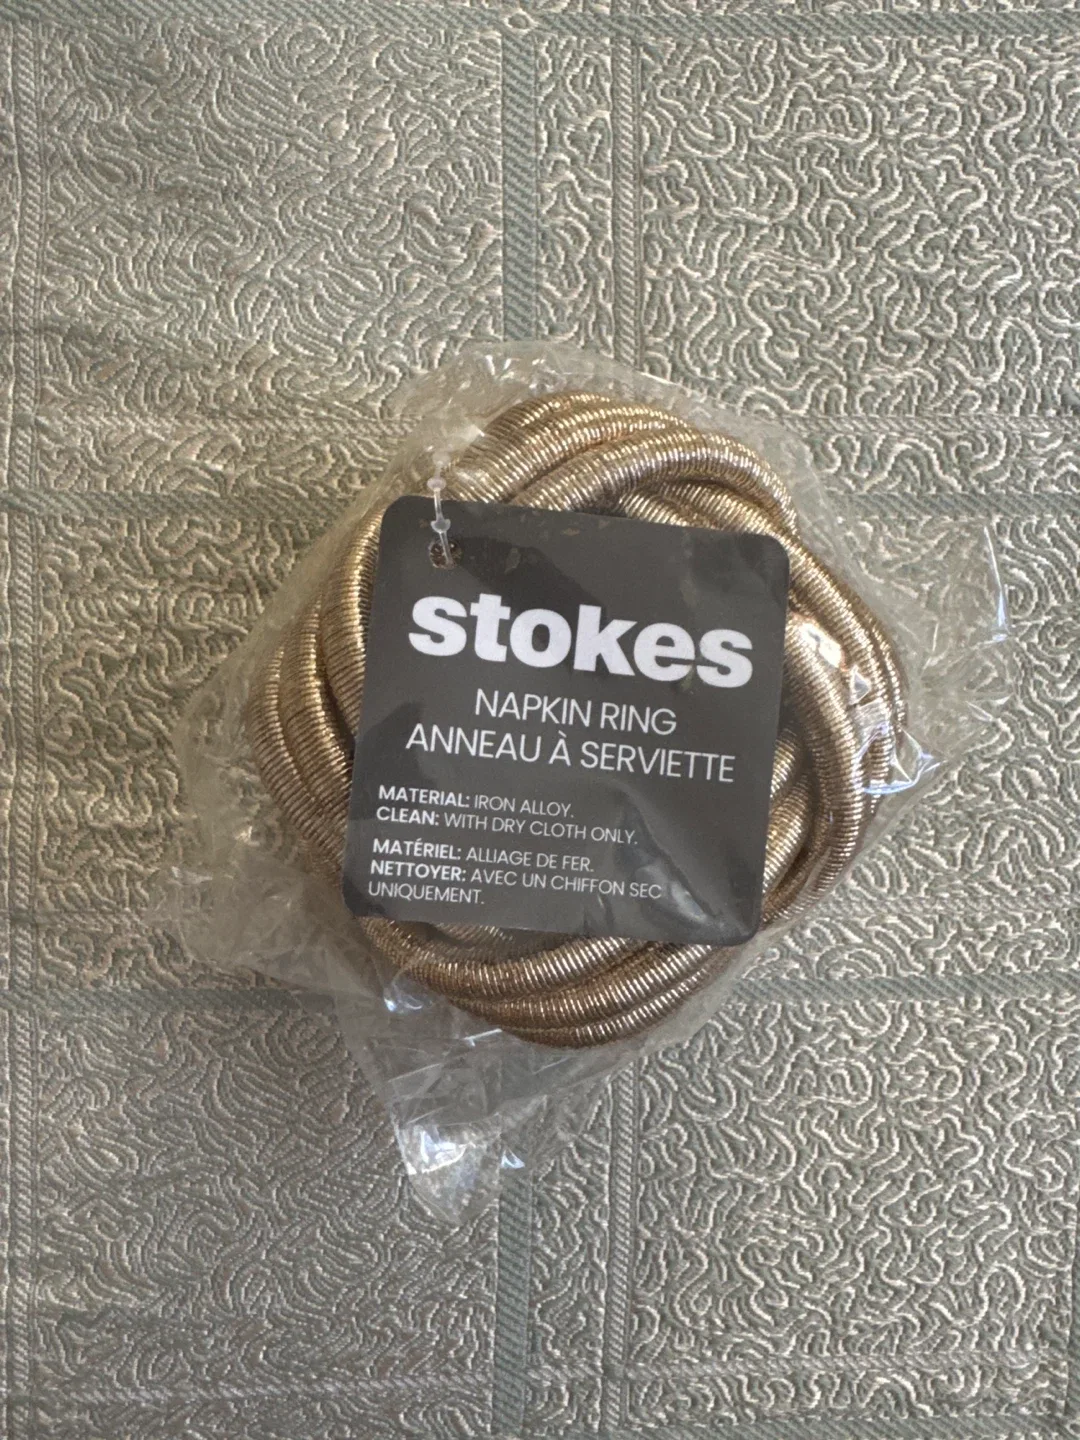 stokes
NAPKIN RING
ANNEAU À SERVIETTE
MATERIAL: IRON ALLOY.
CLEAN: WITH DRY CLOTH ONLY.
MATÉRIEL: ALLIAGE DE FER.
NETTOYER: AVEC UN CHIFFON SEC
UNIQUEMENT.